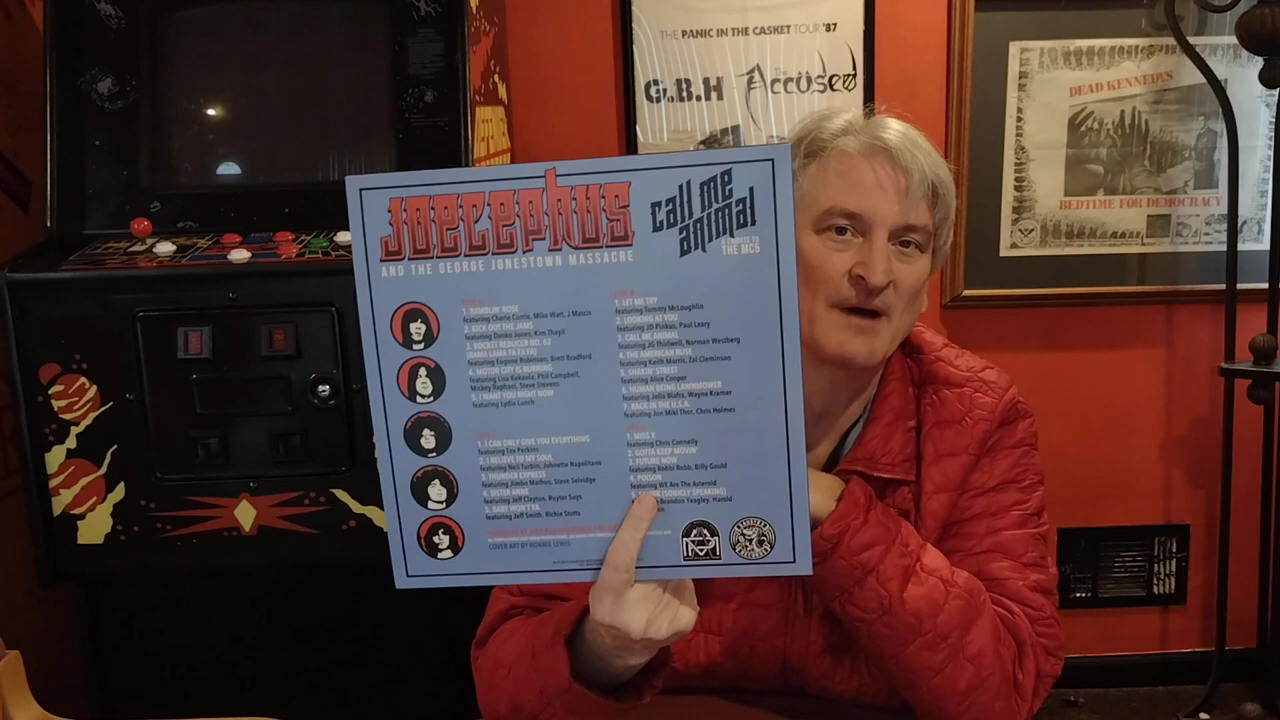 THE PANIC IN THE CASKET TOUR '87
G.B.H
The Accüsed
DEAD KENNEDYS
BEDTIME FOR DEMOCRACY
JOECEPHUS
AND THE GEORGE JONESTOWN MASSACRE
call me
animal
A TRIBUTE TO
THE MC5
1. RAMBLIN' ROSE
featuring Cherie Currie, Mike Watt, J Mascis
2. KICK OUT THE JAMS
featuring Danko Jones, Kim Thayil
3. ROCKET REDUCER NO. 62
(RAMA LAMA FA FA FA)
featuring Eugene Robinson, Brett Bradford
4. MOTOR CITY IS BURNING
featuring Lisa Kekaula, Phil Campbell,
Mickey Raphael, Steve Stevens
5. I WANT YOU RIGHT NOW
featuring Lydia Lunch
1. LET ME TRY
featuring Tommy McLoughlin
2. LOOKING AT YOU
featuring JD Pinkus, Paul Leary
3. CALL ME ANIMAL
featuring JG Thirlwell, Norman Westberg
4. THE AMERICAN RUSE
featuring Keith Morris, Zal Cleminson
5. SHAKIN' STREET
featuring Alice Cooper
6. HUMAN BEING LAWNMOWER
featuring Jello Biafra, Wayne Kramer
7. BACK IN THE U.S.A.
featuring Jon Mikl Thor, Chris Holmes
1. I CAN ONLY GIVE YOU EVERYTHING
featuring Tex Perkins
2. I BELIEVE TO MY SOUL
featuring Neil Turbin, Johnette Napolitano
3. THUNDER EXPRESS
featuring Jimbo Mathus, Steve Selvidge
4. SISTER ANNE
featuring Jeff Clayton, Ruyter Suys
5. BABY WON'T YA
featuring Jeff Smith, Richie Stotts
1. MISS X
featuring Chris Connelly
2. GOTTA KEEP MOVIN'
3. FUTURE NOW
featuring Robbi Robb, Billy Gould
4. POISON
featuring WE Are The Asteroid
(SONICLY SPEAKING)
Brandon Yeagley, Harold
COVER ART BY RONNIE LEWIS